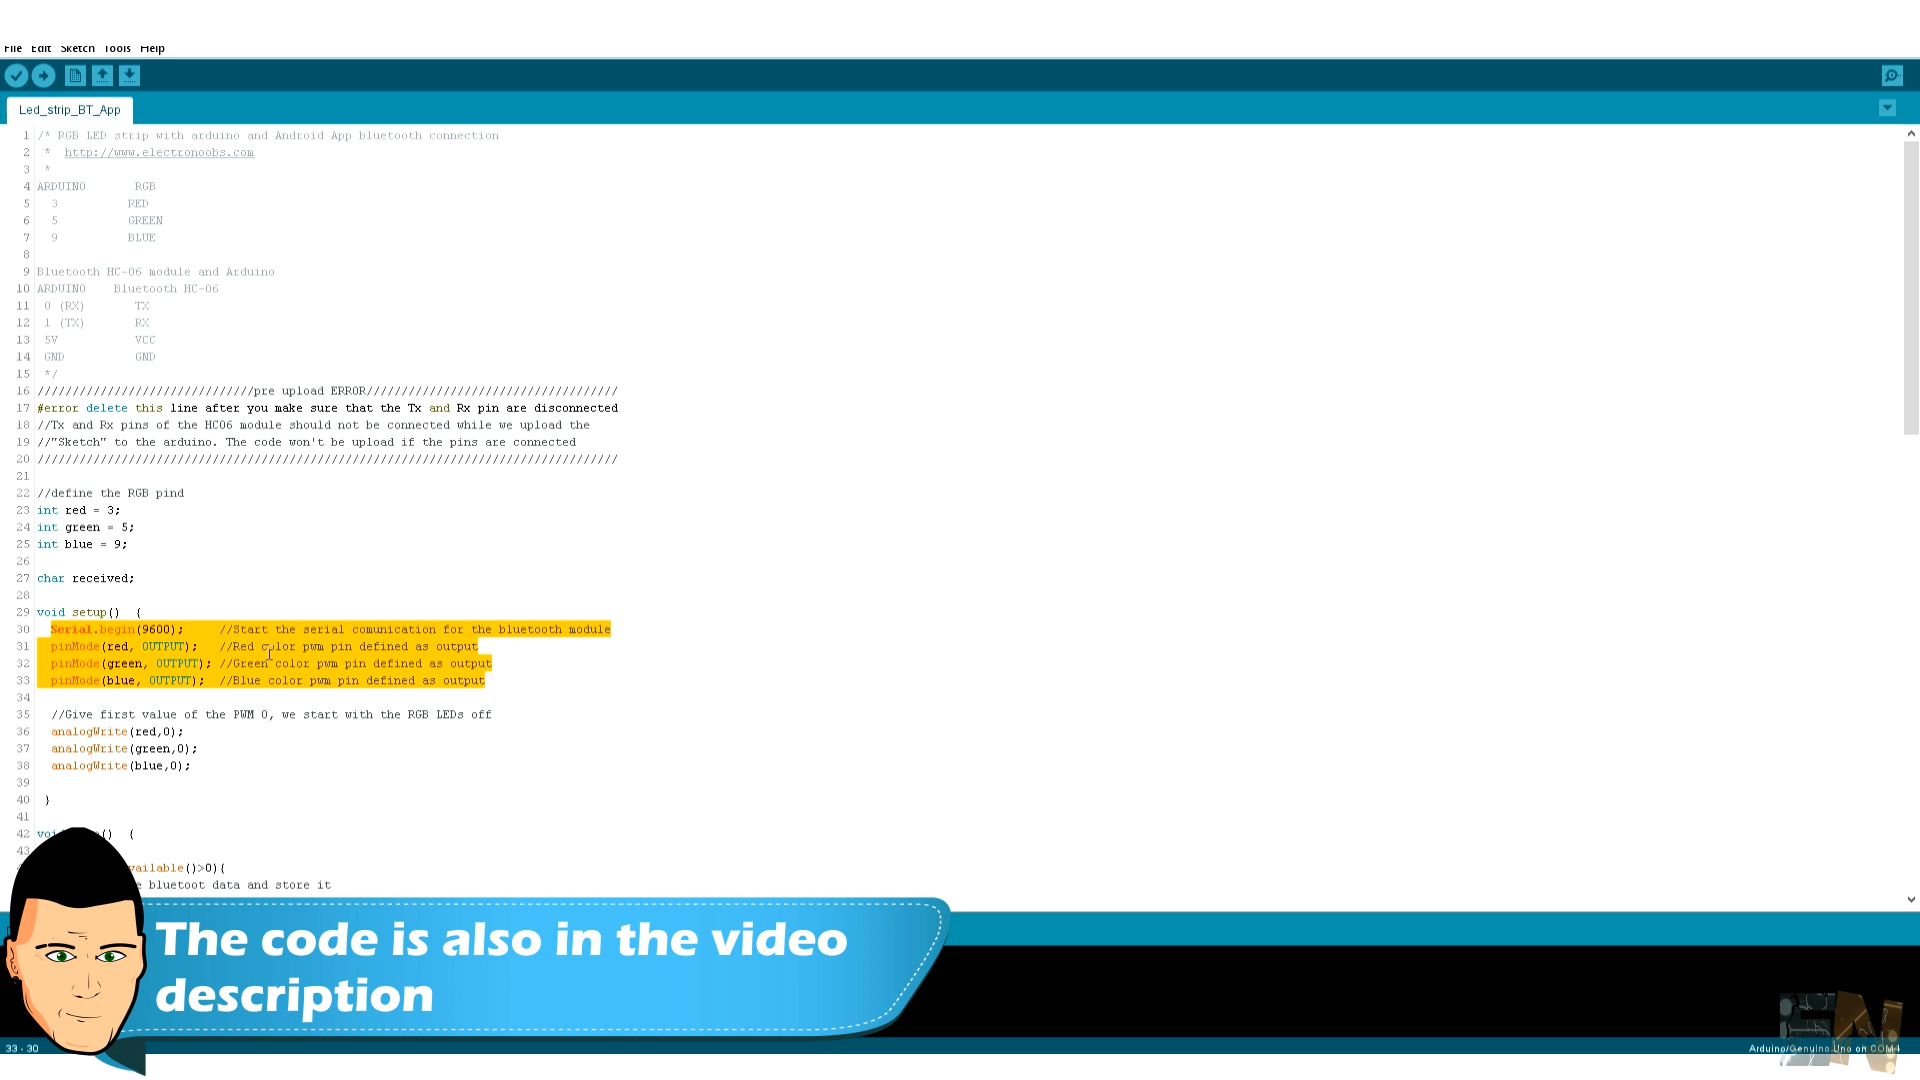 File Edit Sketch Tools Help
Led_strip_BT_App
1 /* RGB LED strip with arduino and Android App bluetooth connection
2 * http://www.electronoobs.com
3 *
4 ARDUINO RGB
5 3 RED
6 5 GREEN
7 9 BLUE
8
9 Bluetooth HC-06 module and Arduino
10 ARDUINO Bluetooth HC-06
11 0 (RX) TX
12 1 (TX) RX
13 5V VCC
14 GND GND
15 */
16 ///////////////////////////////pre upload ERROR////////////////////////////////////
17 #error delete this line after you make sure that the Tx and Rx pin are disconnected
18 //Tx and Rx pins of the HC06 module should not be connected while we upload the
19 //"Sketch" to the arduino. The code won't be upload if the pins are connected
20 ///////////////////////////////////////////////////////////////////////////////////
21
22 //define the RGB pind
23 int red = 3;
24 int green = 5;
25 int blue = 9;
26
27 char received;
28
29 void setup() {
30 Serial.begin(9600); //Start the serial comunication for the bluetooth module
31 pinMode(red, OUTPUT); //Red color pwm pin defined as output
32 pinMode(green, OUTPUT); //Green color pwm pin defined as output
33 pinMode(blue, OUTPUT); //Blue color pwm pin defined as output
34
35 //Give first value of the PWM 0, we start with the RGB LEDs off
36 analogWrite(red,0);
37 analogWrite(green,0);
38 analogWrite(blue,0);
39
40 }
41
42 () {
43
vailable()>0){
bluetoot data and store it
The code is also in the video
description
33 - 30
Arduino/Genuino Uno on COM4
EN